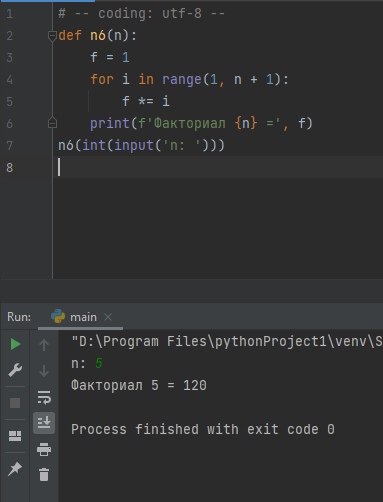 1 # -- coding: utf-8 --
2 def n6(n):
3 f = 1
4 for i in range(1, n + 1):
5 f *= i
6 print(f'Факториал {n} =', f)
7 n6(int(input('n: ')))
8
Run: main
"D:\Program Files\pythonProject1\venv\S
n: 5
Факториал 5 = 120
Process finished with exit code 0